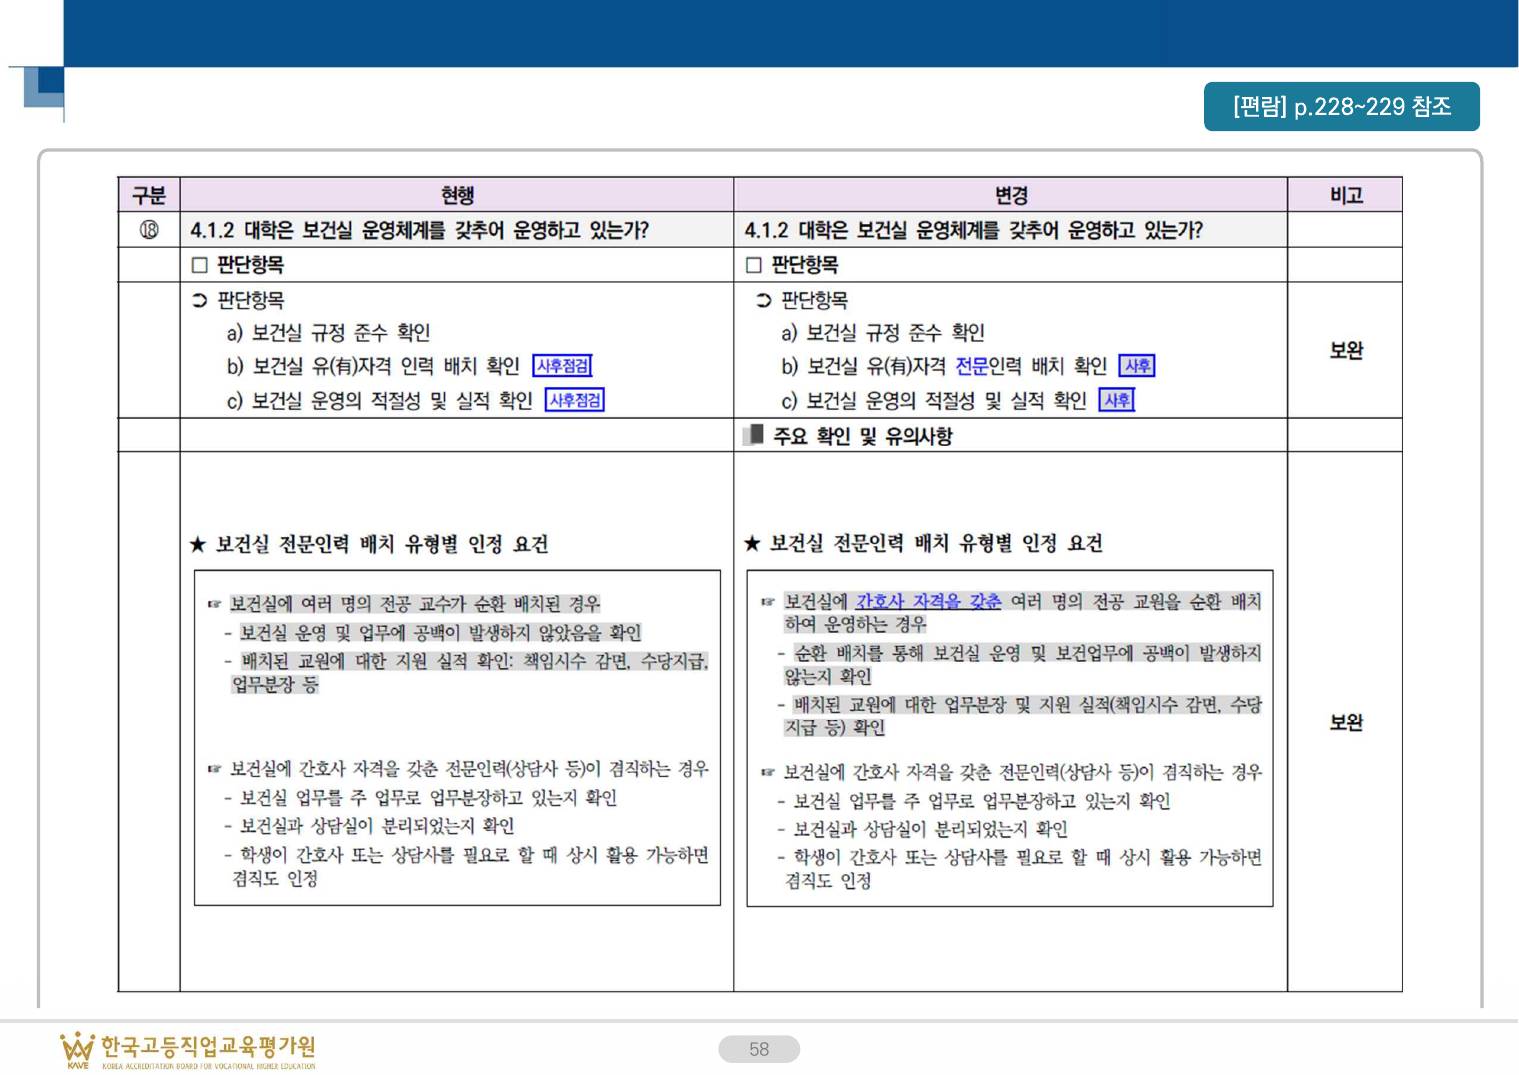 [편람] p.228~229 참조
구분 현행 변경 비고
⑱ 4.1.2 대학은 보건실 운영체계를 갖추어 운영하고 있는가? 4.1.2 대학은 보건실 운영체계를 갖추어 운영하고 있는가?
□ 판단항목 □ 판단항목
➲ 판단항목
a) 보건실 규정 준수 확인
b) 보건실 유(有)자격 인력 배치 확인 사후점검
c) 보건실 운영의 적절성 및 실적 확인 사후점검
➲ 판단항목
a) 보건실 규정 준수 확인
b) 보건실 유(有)자격 전문인력 배치 확인 사후
c) 보건실 운영의 적절성 및 실적 확인 사후
보완
주요 확인 및 유의사항
★ 보건실 전문인력 배치 유형별 인정 요건
☞ 보건실에 여러 명의 전공 교수가 순환 배치된 경우
- 보건실 운영 및 업무에 공백이 발생하지 않았음을 확인
- 배치된 교원에 대한 지원 실적 확인: 책임시수 감면, 수당지급,
업무분장 등
☞ 보건실에 간호사 자격을 갖춘 전문인력(상담사 등)이 겸직하는 경우
- 보건실 업무를 주 업무로 업무분장하고 있는지 확인
- 보건실과 상담실이 분리되었는지 확인
- 학생이 간호사 또는 상담사를 필요로 할 때 상시 활용 가능하면
겸직도 인정
★ 보건실 전문인력 배치 유형별 인정 요건
☞ 보건실에 간호사 자격을 갖춘 여러 명의 전공 교원을 순환 배치
하여 운영하는 경우
- 순환 배치를 통해 보건실 운영 및 보건업무에 공백이 발생하지
않는지 확인
- 배치된 교원에 대한 업무분장 및 지원 실적(책임시수 감면, 수당
지급 등) 확인
☞ 보건실에 간호사 자격을 갖춘 전문인력(상담사 등)이 겸직하는 경우
- 보건실 업무를 주 업무로 업무분장하고 있는지 확인
- 보건실과 상담실이 분리되었는지 확인
- 학생이 간호사 또는 상담사를 필요로 할 때 상시 활용 가능하면
겸직도 인정
보완
KAVE
한국고등직업교육평가원
KOREA ACCREDITATION BOARD FOR VOCATIONAL HIGHER EDUCATION
58